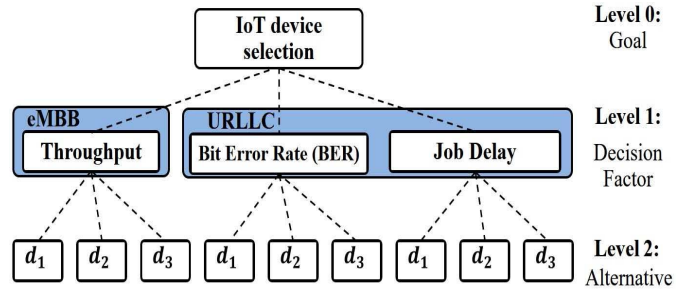 IoT device
selection
Level 0:
Goal
eMBB
URLLC
Level 1:
Throughput
Bit Error Rate (BER)
Job Delay
Decision
Factor
d₁ d₂ d₃ d₁ d₂ d₃ d₁ d₂ d₃
Level 2:
Alternative